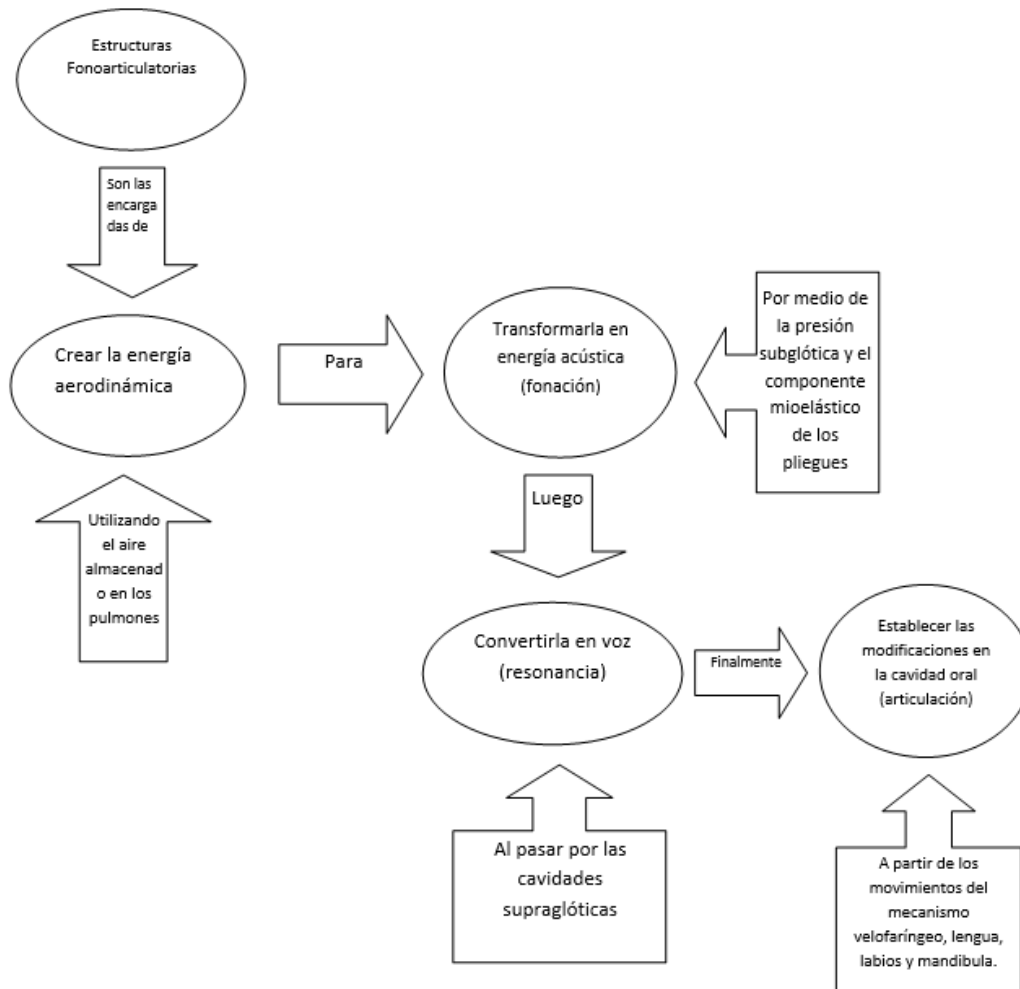 Estructuras
Fonoarticulatorias
Son las
encarga
das de
Crear la energía
aerodinámica
Utilizando
el aire
almacenad
o en los
pulmones
Para
Transformarla en
energía acústica
(fonación)
Por medio de
la presión
subglótica y el
componente
mioelástico
de los
pliegues
Luego
Convertirla en voz
(resonancia)
Al pasar por las
cavidades
supraglóticas
Finalmente
Establecer las
modificaciones en
la cavidad oral
(articulación)
A partir de los
movimientos del
mecanismo
velofaríngeo, lengua,
labios y mandibula.